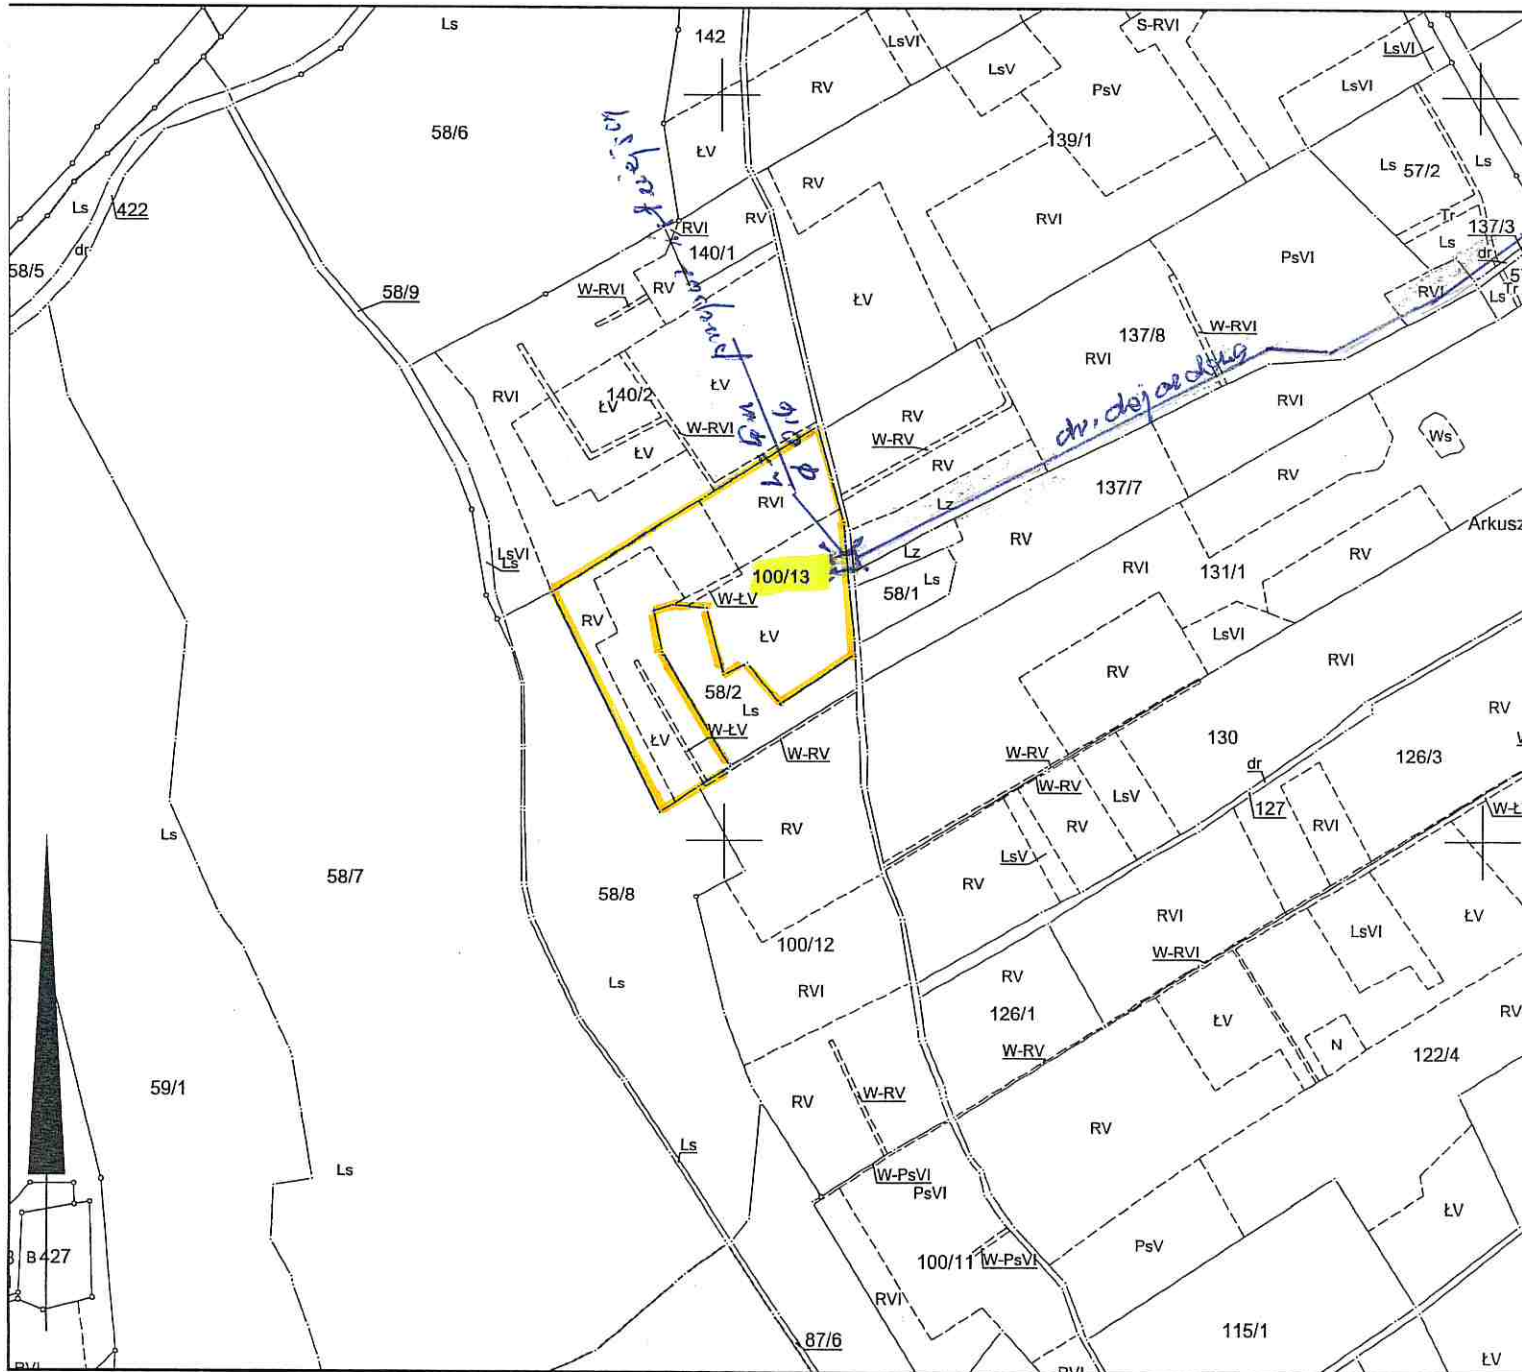 Ls
142
LsVI
S-RVI
LsVI
RV
LsV
PsV
LsVI
58/6
ŁV
139/1
Ls
57/2
Ls
RV
Ls
422
RVI
RV
RVI
Tr
137/3
dr
140/1
Ls
dr
58/5
PsVI
58/9
W-RVI
RV
ŁV
RVI
Ls
Tr
137/8
W-RVI
RVI
ŁV
dr. dojazdowa
RVI
140/2
ŁV
RVI
W-RVI
RV
W-RV
Ws
ŁV
RV
RV
RVI
137/7
Lz
Arkusz
LsVI
Ls
Lz
RV
RV
100/13
RVI
131/1
Ls
58/1
W-ŁV
RV
ŁV
LsVI
RVI
RV
58/2
Ls
RV
W-ŁV
ŁV
130
W-RV
W-RV
126/3
dr
W-RV
LsV
127
RV
RV
RVI
Ls
LsV
58/7
RV
58/8
RVI
ŁV
LsVI
100/12
W-RVI
RV
Ls
RVI
126/1
RV
ŁV
N
W-RV
122/4
59/1
W-RV
RV
RV
Ls
Ls
W-PsVI
PsVI
ŁV
PsV
B 427
100/11
W-PsVI
RVI
115/1
87/6
ŁV
RVI
RVI